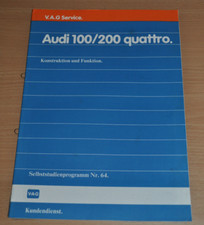 V.A.G Service.
Audi 100/200 quattro.
Konstruktion und Funktion.
Selbststudienprogramm Nr. 64.
V·A·G
Kundendienst.